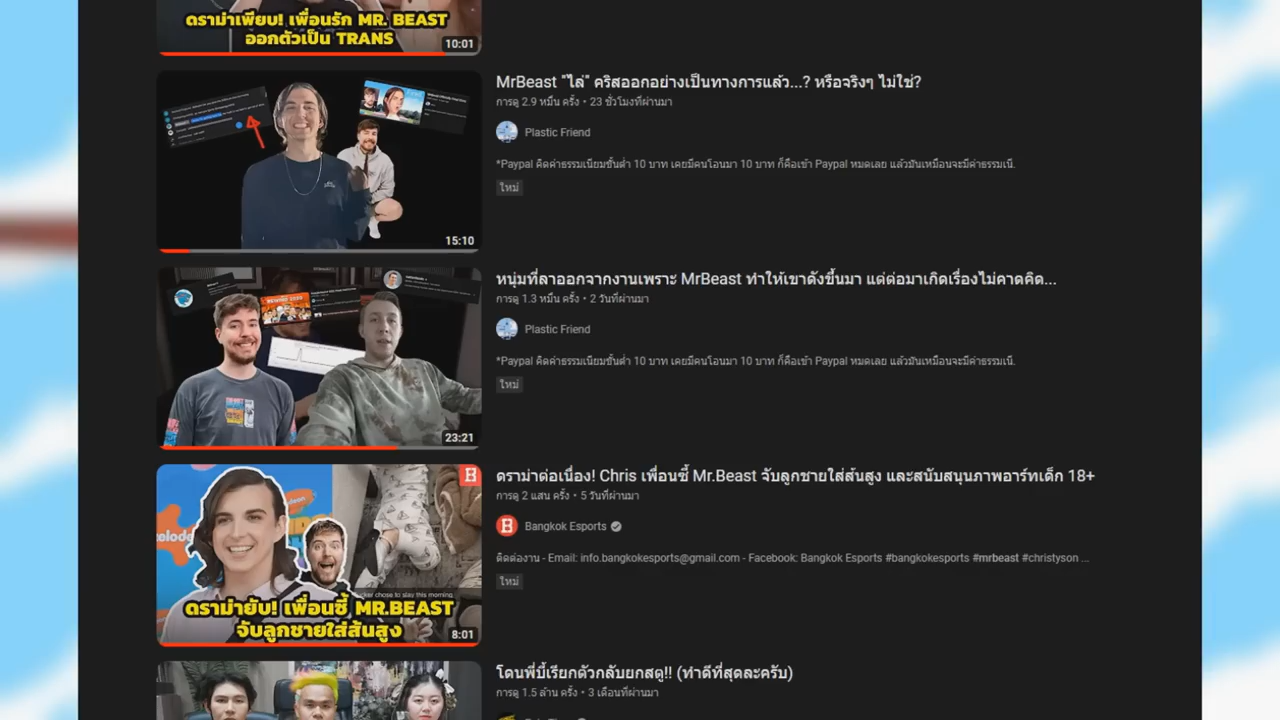 ดราม่าเพียบ! เพื่อนรัก MR. BEAST
ออกตัวเป็น TRANS
10:01
MrBeast "ไล่" คริสออกอย่างเป็นทางการแล้ว...? หรือจริงๆ ไม่ใช่?
การดู 2.9 หมื่น ครั้ง • 23 ชั่วโมงที่ผ่านมา
Plastic Friend
*Paypal คิดค่าธรรมเนียมขั้นต่ำ 10 บาท เคยมีคนโอนมา 10 บาท ก็คือเข้า Paypal หมดเลย แล้วมันเหมือนจะมีค่าธรรมเนี.
ใหม่
15:10
หนุ่มที่ลาออกจากงานเพราะ MrBeast ทำให้เขาดังขึ้นมา แต่ต่อมาเกิดเรื่องไม่คาดคิด...
การดู 1.3 หมื่น ครั้ง • 2 วันที่ผ่านมา
Plastic Friend
*Paypal คิดค่าธรรมเนียมขั้นต่ำ 10 บาท เคยมีคนโอนมา 10 บาท ก็คือเข้า Paypal หมดเลย แล้วมันเหมือนจะมีค่าธรรมเนี.
ใหม่
23:21
ดราม่าต่อเนื่อง! Chris เพื่อนซี้ Mr.Beast จับลูกชายใส่ส้นสูง และสนับสนุนภาพอาร์ทเด็ก 18+
การดู 2 แสน ครั้ง • 5 วันที่ผ่านมา
Bangkok Esports
ติดต่องาน - Email: info.bangkokesports@gmail.com - Facebook: Bangkok Esports #bangkokesports #mrbeast #christyson ...
ใหม่
ucker chose to slay this morning
ดราม่ายับ! เพื่อนซี้ MR.BEAST
จับลูกชายใส่ส้นสูง
8:01
โดนพี่บี้เรียกตัวกลับยกสตู!! (ทำดีที่สุดละครับ)
การดู 1.5 ล้าน ครั้ง • 3 เดือนที่ผ่านมา